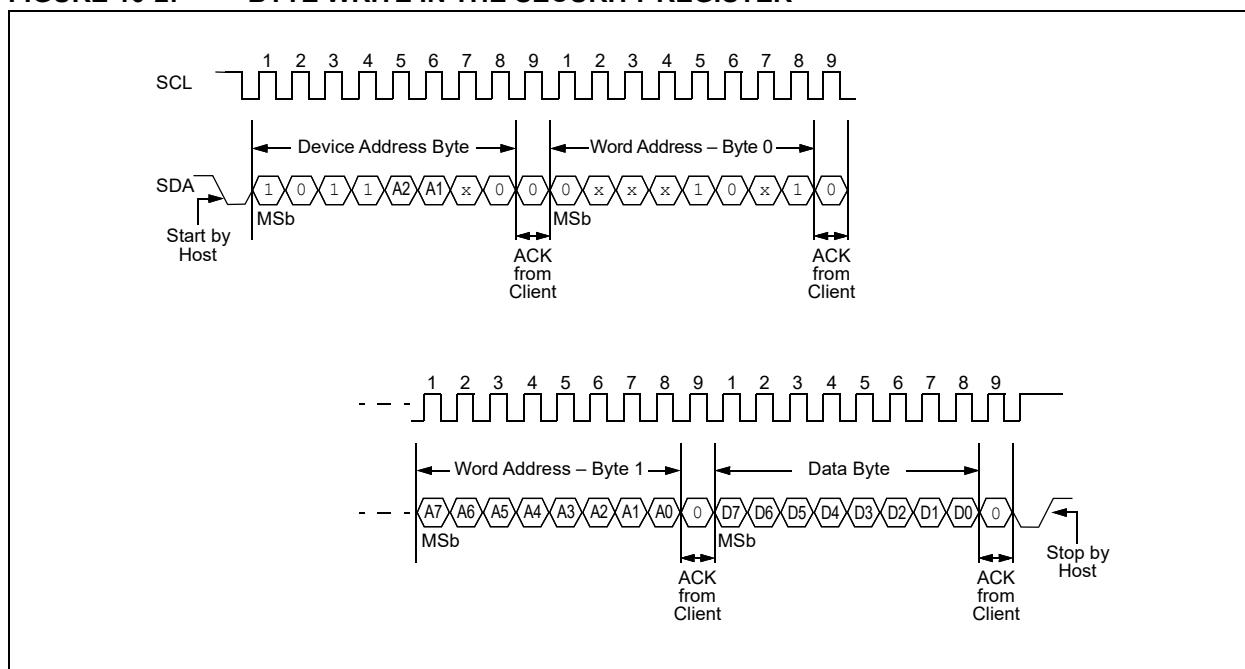 FIGURE 10-2: BYTE WRITE IN THE SECURITY REGISTER
1 2 3 4 5 6 7 8 9 1 2 3 4 5 6 7 8 9
SCL
Device Address Byte Word Address – Byte 0
SDA 1 0 1 1 A2 A1 x 0 0 0 x x x 1 0 x 1 0
MSb MSb
Start by
Host
ACK
from
Client
ACK
from
Client
1 2 3 4 5 6 7 8 9 1 2 3 4 5 6 7 8 9
Word Address – Byte 1 Data Byte
A7 A6 A5 A4 A3 A2 A1 A0 0 D7 D6 D5 D4 D3 D2 D1 D0 0
MSb MSb
Stop by
Host
ACK
from
Client
ACK
from
Client